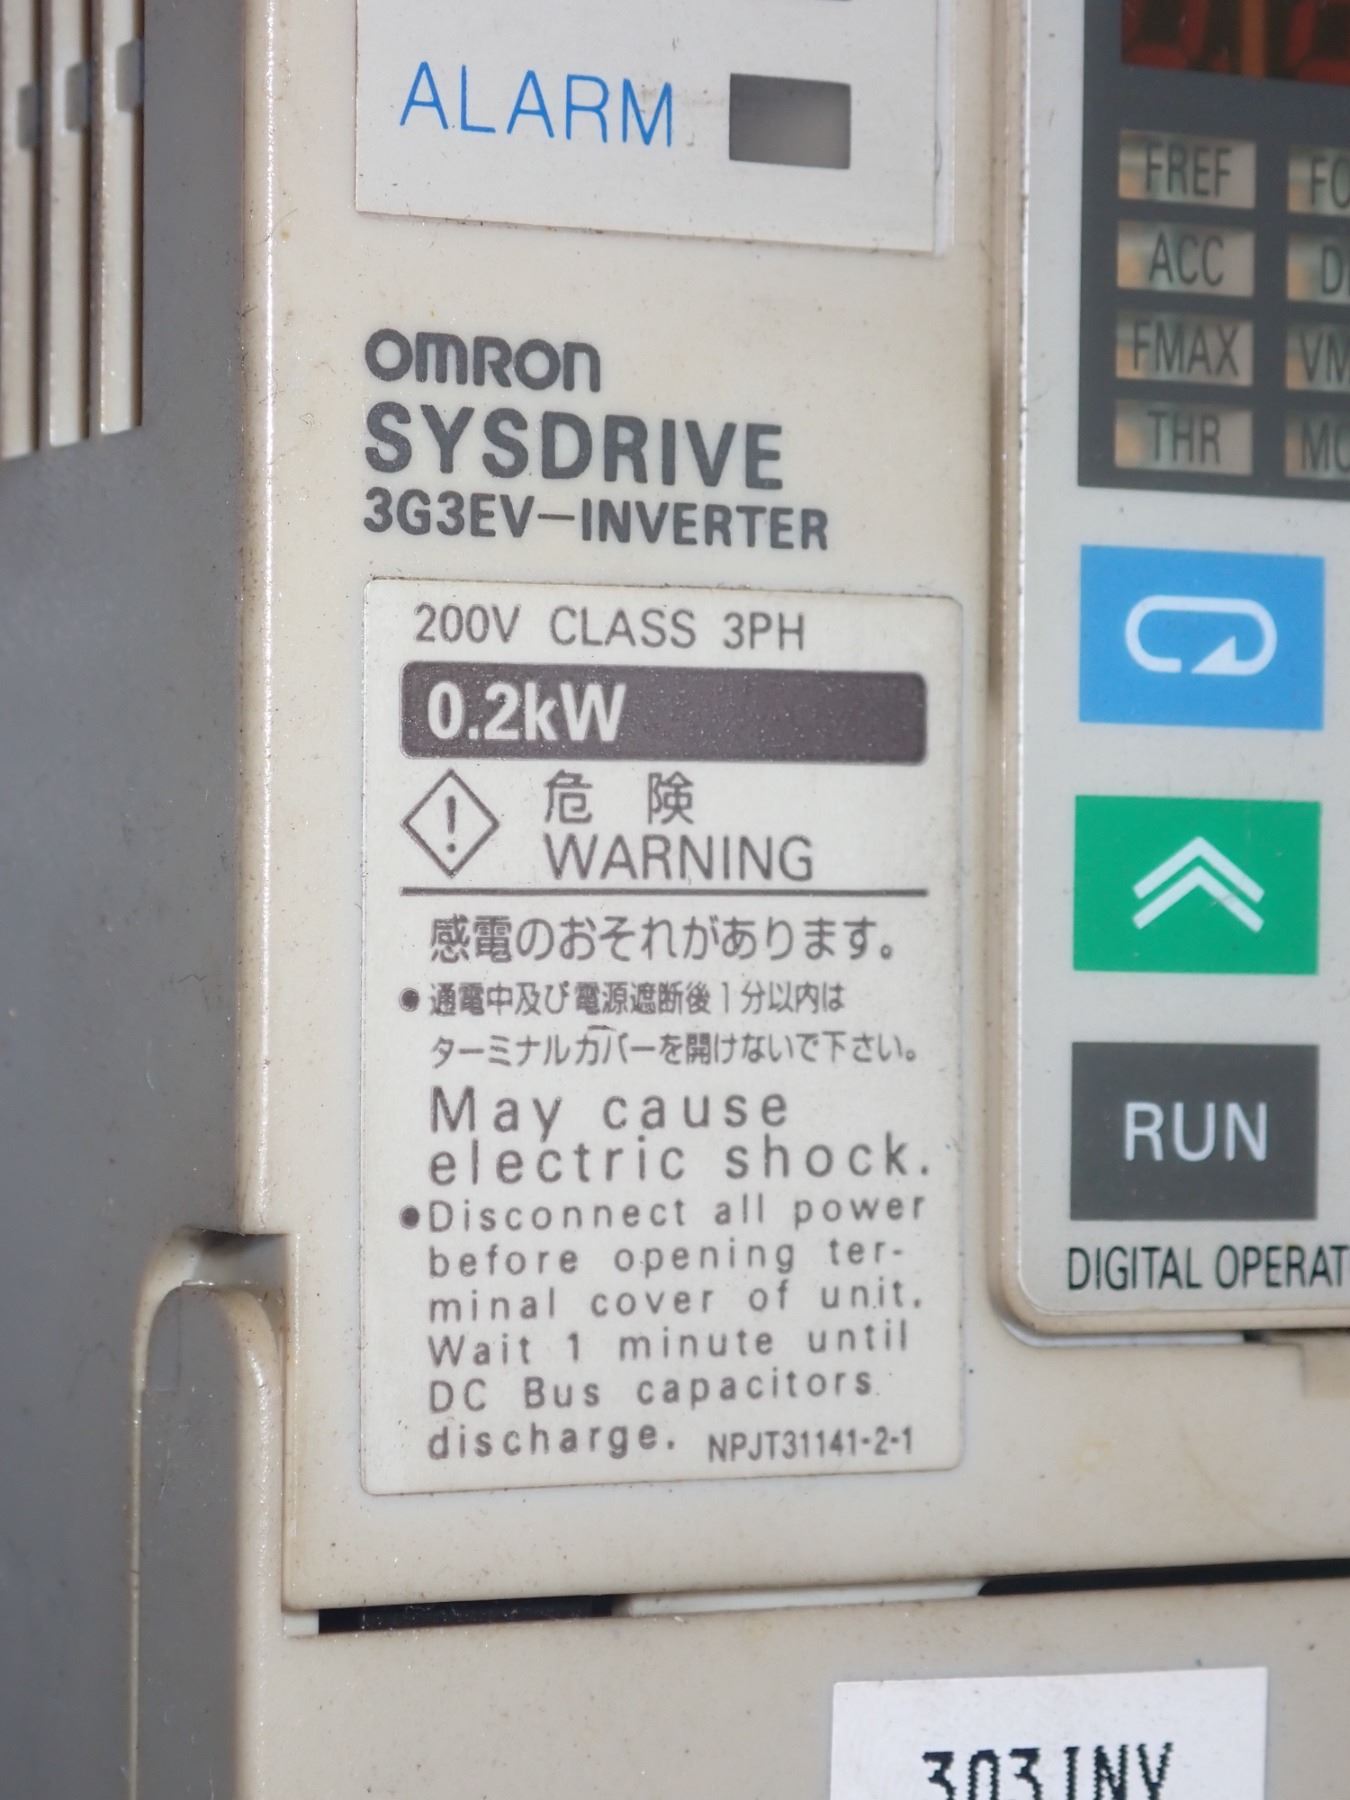 ALARM
OMRON
SYSDRIVE
3G3EV-INVERTER
200V CLASS 3PH
0.2kW
危 険
WARNING
感電のおそれがあります。
●通電中及び電源遮断後1分以内は
ターミナルカバーを開けないで下さい。
May cause
electric shock.
●Disconnect all power
before opening ter-
minal cover of unit.
Wait 1 minute until
DC Bus capacitors
discharge. NPJT31141-2-1
FREF
ACC
FMAX
THR
RUN
DIGITAL
303INV